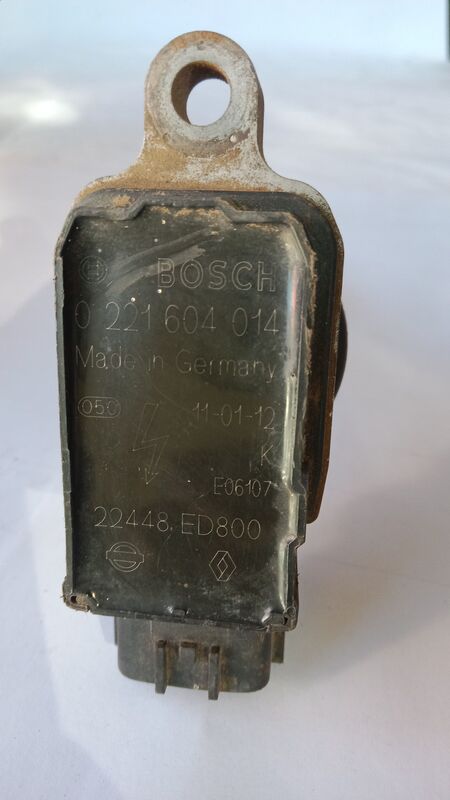 BOSCH
0 221 604 014
Made in Germany
050 11-01-12
K
E06107
22448 ED800